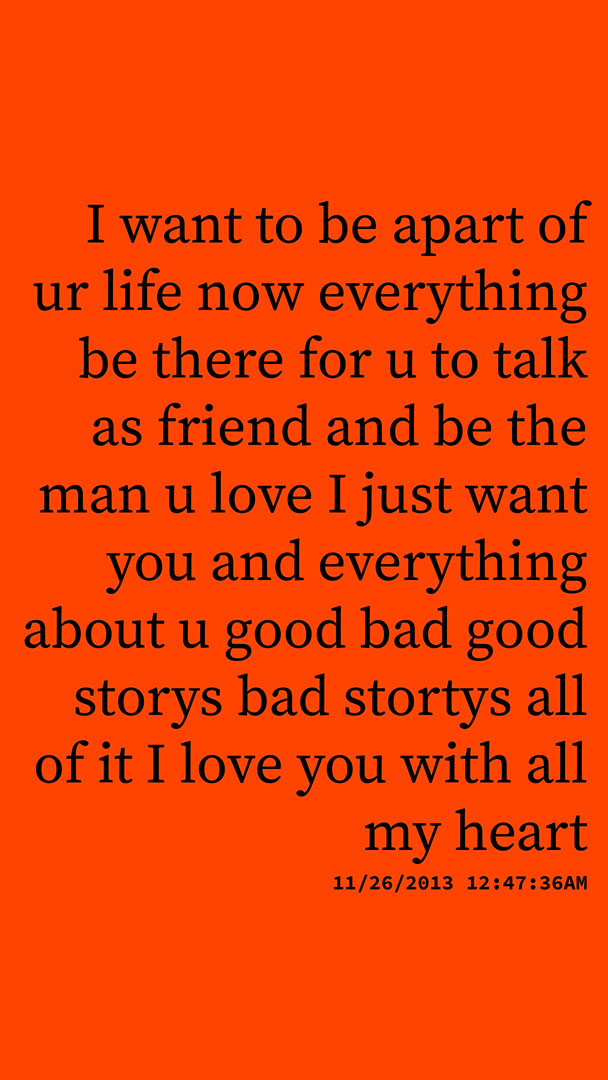 I want to be apart of
ur life now everything
be there for u to talk
as friend and be the
man u love I just want
you and everything
about u good bad good
storys bad stortys all
of it I love you with all
my heart
11/26/2013 12:47:36AM